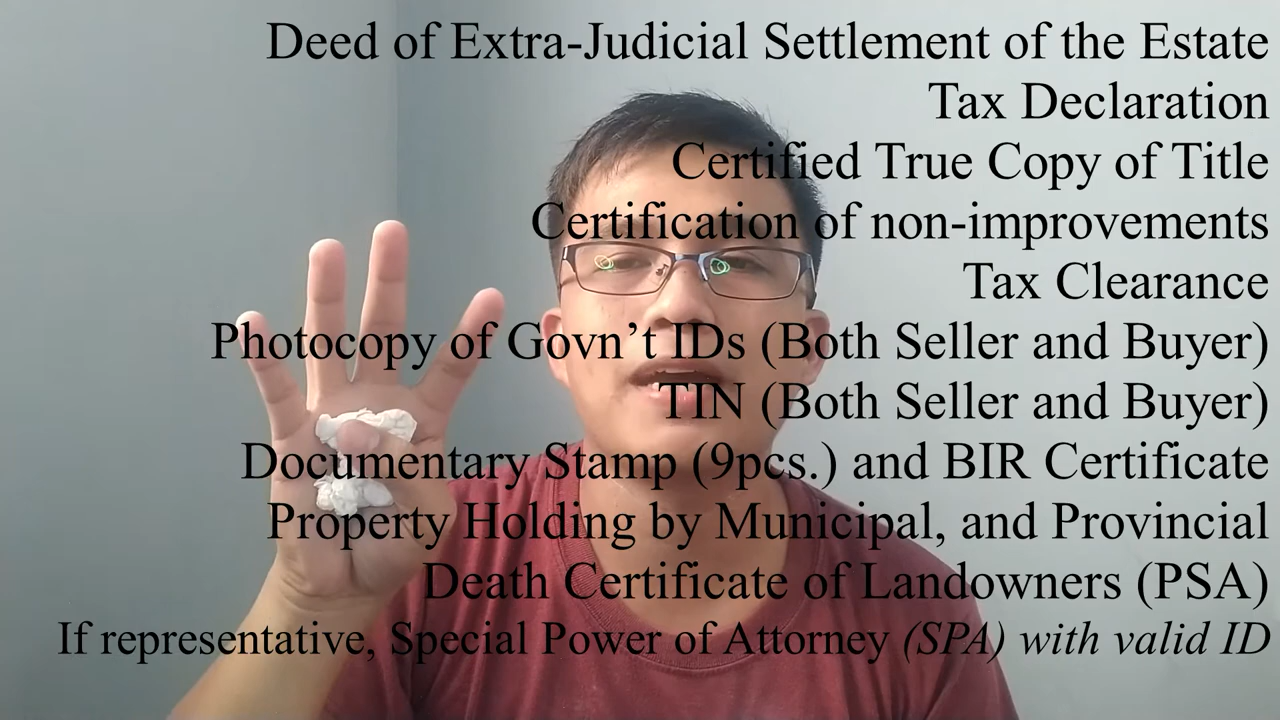 Deed of Extra-Judicial Settlement of the Estate
Tax Declaration
Certified True Copy of Title
Certification of non-improvements
Tax Clearance
Photocopy of Govn’t IDs (Both Seller and Buyer)
TIN (Both Seller and Buyer)
Documentary Stamp (9pcs.) and BIR Certificate
Property Holding by Municipal, and Provincial
Death Certificate of Landowners (PSA)
If representative, Special Power of Attorney (SPA) with valid ID